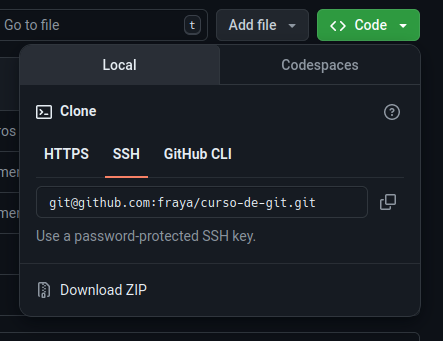 Go to file
t
Add file
Code
Local
Codespaces
Clone
HTTPS
SSH
GitHub CLI
ros
mer
mer
git@github.com:fraya/curso-de-git.git
Use a password-protected SSH key.
Download ZIP